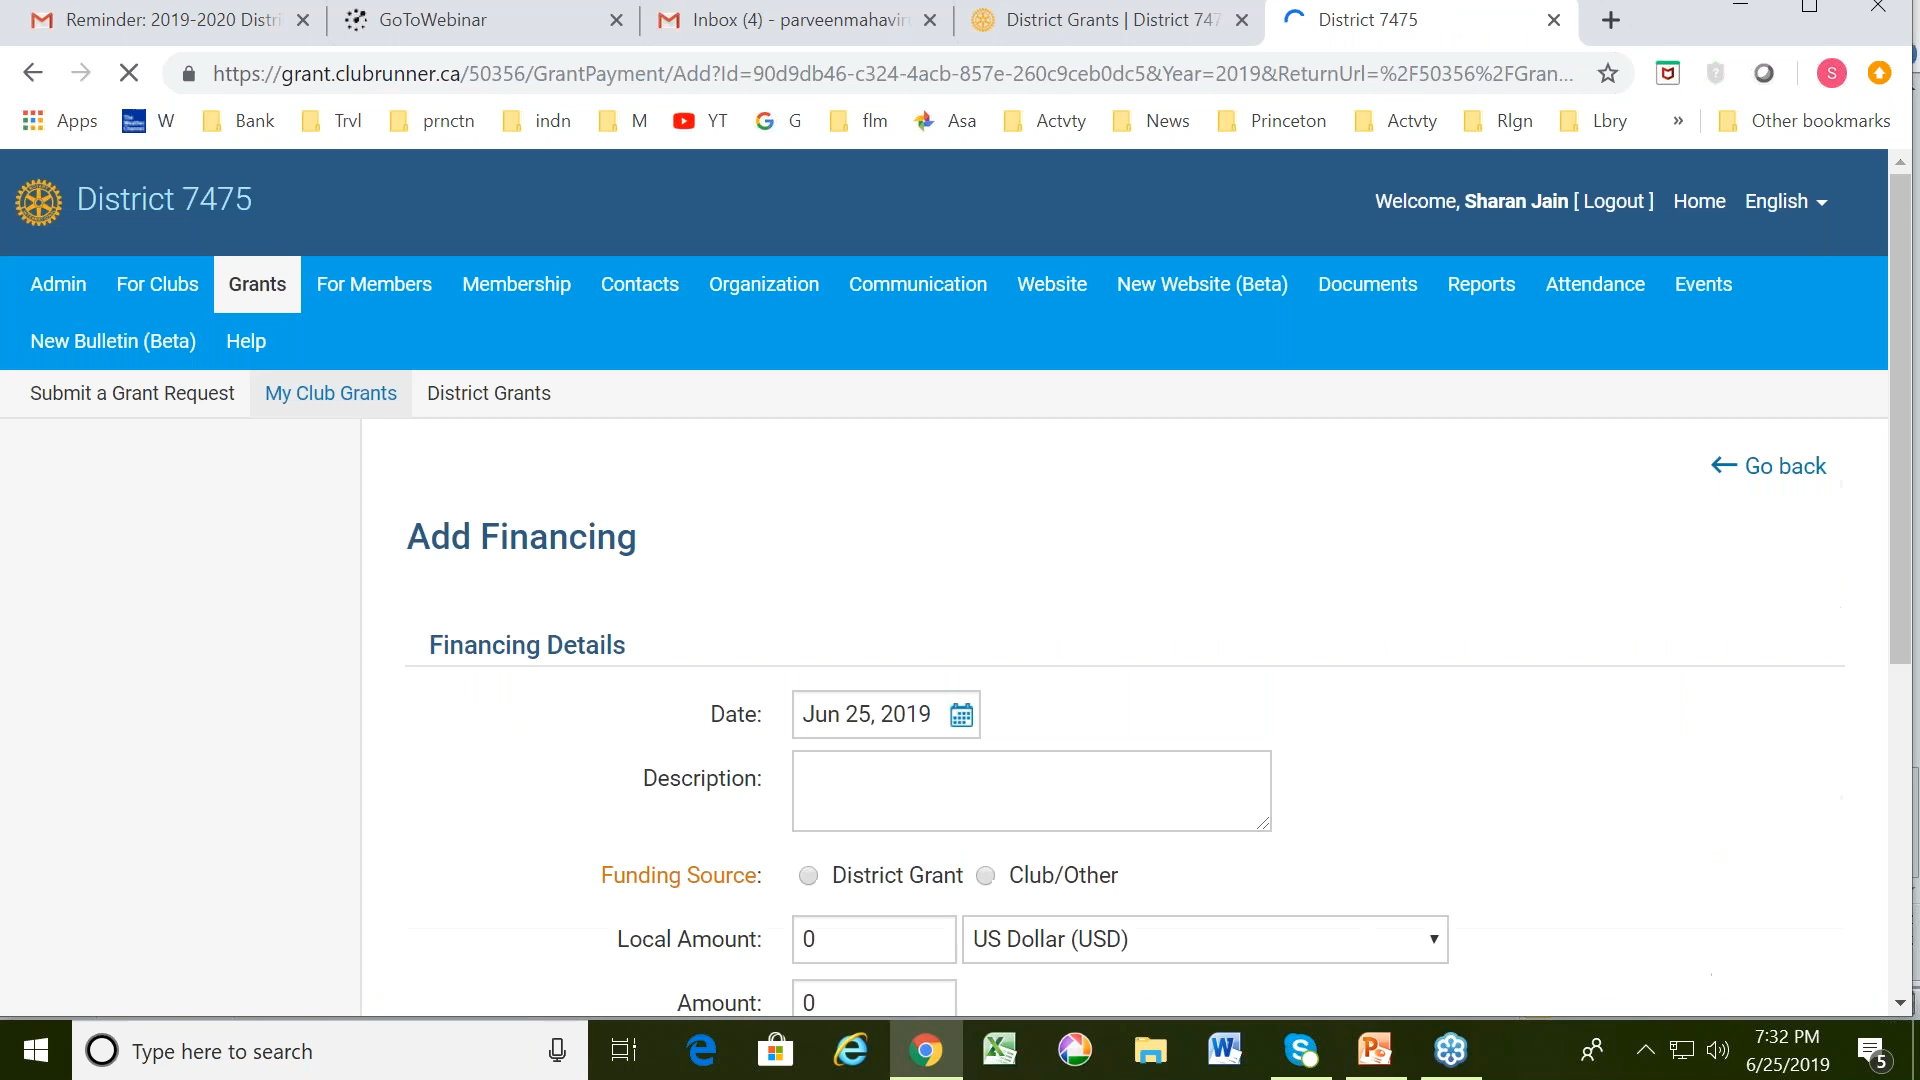 Reminder: 2019-2020 Distri
GoToWebinar
Inbox (4) - parveenmahavir
District Grants | District 747
District 7475
https://grant.clubrunner.ca/50356/GrantPayment/Add?Id=90d9db46-c324-4acb-857e-260c9ceb0dc5&Year=2019&ReturnUrl=%2F50356%2FGran...
S
Apps
W
Bank
Trvl
prnctn
indn
M
YT
G
flm
Asa
Actvty
News
Princeton
Actvty
Rlgn
Lbry
»
Other bookmarks
District 7475
Welcome, Sharan Jain [ Logout ] Home English
Admin For Clubs Grants For Members Membership Contacts Organization Communication Website New Website (Beta) Documents Reports Attendance Events
New Bulletin (Beta) Help
Submit a Grant Request My Club Grants District Grants
Go back
Add Financing
Financing Details
Date: Jun 25, 2019
Description:
Funding Source: District Grant Club/Other
Local Amount: 0 US Dollar (USD)
Amount: 0
Type here to search
7:32 PM
6/25/2019
5